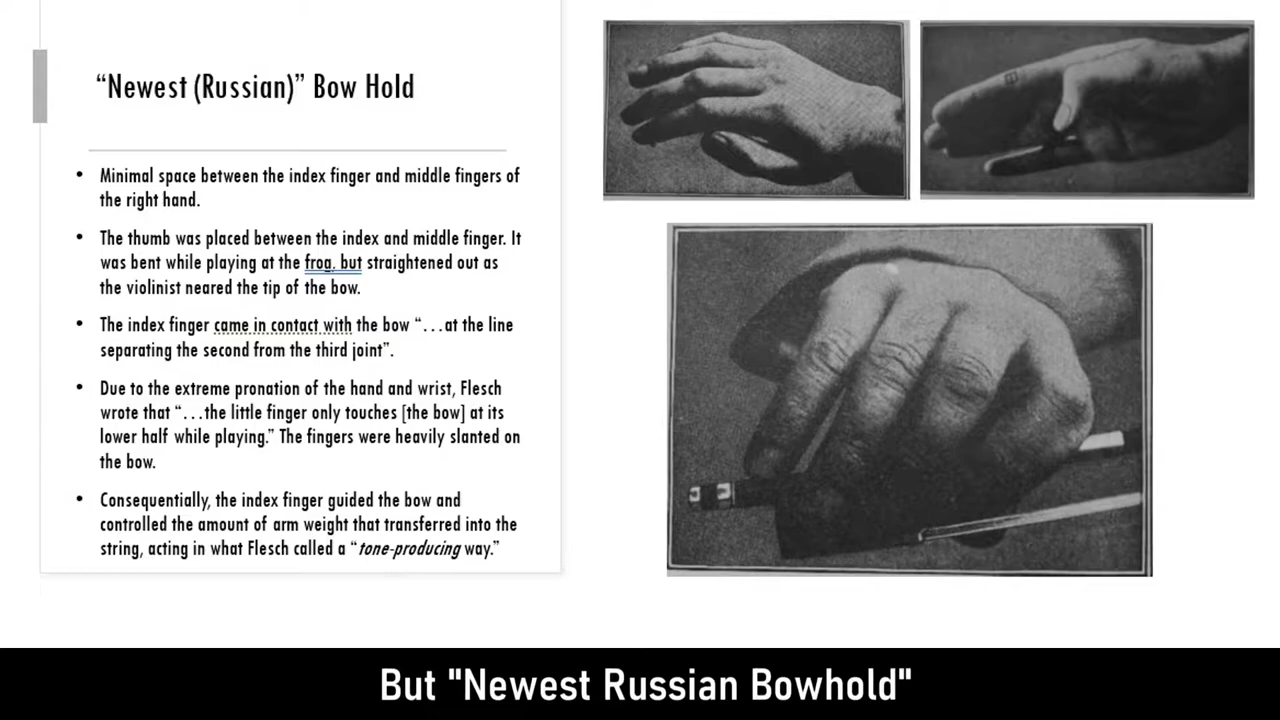 “Newest (Russian)” Bow Hold
• Minimal space between the index finger and middle fingers of
the right hand.
• The thumb was placed between the index and middle finger. It
was bent while playing at the frog, but straightened out as
the violinist neared the tip of the bow.
• The index finger came in contact with the bow “…at the line
separating the second from the third joint”.
• Due to the extreme pronation of the hand and wrist, Flesch
wrote that “…the little finger only touches [the bow] at its
lower half while playing.” The fingers were heavily slanted on
the bow.
• Consequentially, the index finger guided the bow and
controlled the amount of arm weight that transferred into the
string, acting in what Flesch called a “tone-producing way.”
But "Newest Russian Bowhold"